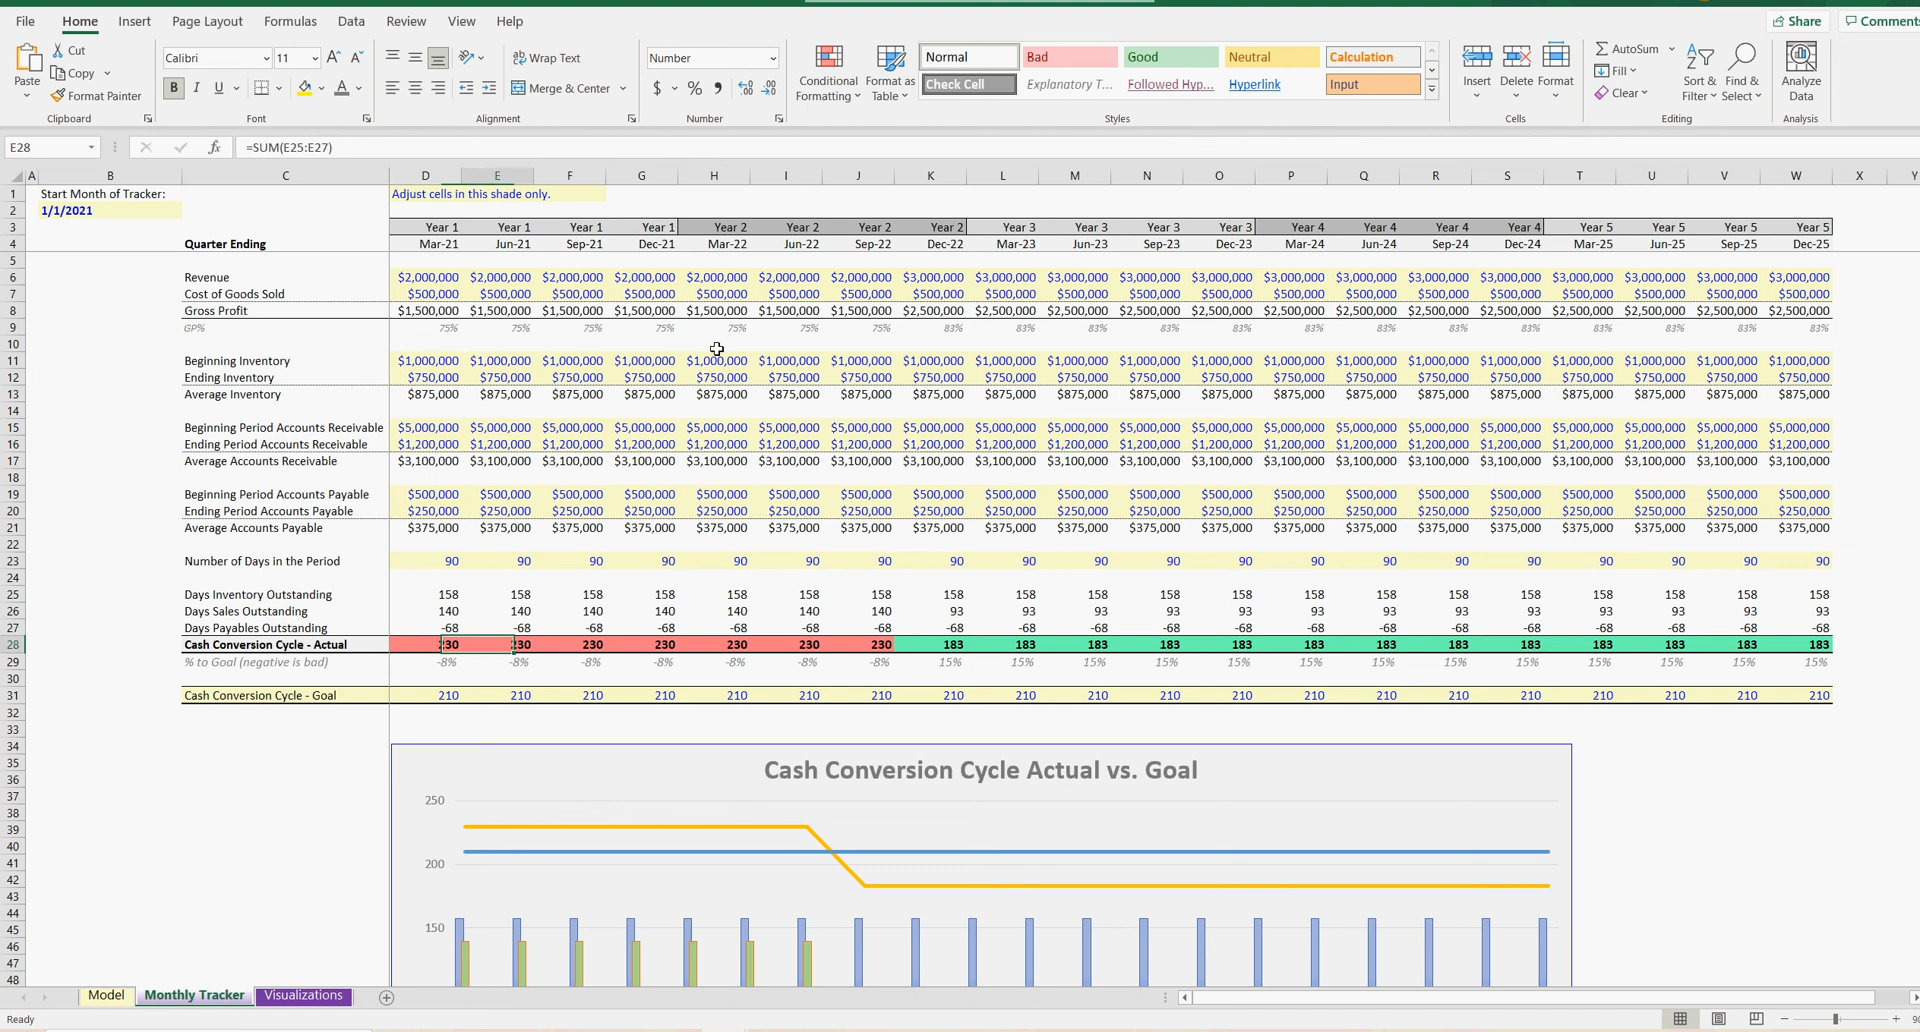 File Home Insert Page Layout Formulas Data Review View Help Share Comments
Paste Cut Copy Format Painter Clipboard
Calibri 11 B I U Font
Wrap Text Merge & Center Alignment
Number $ % Number
Conditional Formatting Format as Table
Normal Bad Good Neutral Calculation
Check Cell Explanatory T... Followed Hyp... Hyperlink Input
Styles
Insert Delete Format Cells
AutoSum Fill Clear Sort & Filter Find & Select Editing
Analyze Data Analysis
E28 fx =SUM(E25:E27)
A B C D E F G H I J K L M N O P Q R S T U V W X Y
1 Start Month of Tracker: Adjust cells in this shade only.
2 1/1/2021
3 Year 1 Year 1 Year 1 Year 1 Year 2 Year 2 Year 2 Year 2 Year 3 Year 3 Year 3 Year 3 Year 4 Year 4 Year 4 Year 4 Year 5 Year 5 Year 5 Year 5
4 Quarter Ending Mar-21 Jun-21 Sep-21 Dec-21 Mar-22 Jun-22 Sep-22 Dec-22 Mar-23 Jun-23 Sep-23 Dec-23 Mar-24 Jun-24 Sep-24 Dec-24 Mar-25 Jun-25 Sep-25 Dec-25
5
6 Revenue $2,000,000 $2,000,000 $2,000,000 $2,000,000 $2,000,000 $2,000,000 $2,000,000 $3,000,000 $3,000,000 $3,000,000 $3,000,000 $3,000,000 $3,000,000 $3,000,000 $3,000,000 $3,000,000 $3,000,000 $3,000,000 $3,000,000 $3,000,000
7 Cost of Goods Sold $500,000 $500,000 $500,000 $500,000 $500,000 $500,000 $500,000 $500,000 $500,000 $500,000 $500,000 $500,000 $500,000 $500,000 $500,000 $500,000 $500,000 $500,000 $500,000 $500,000
8 Gross Profit $1,500,000 $1,500,000 $1,500,000 $1,500,000 $1,500,000 $1,500,000 $1,500,000 $2,500,000 $2,500,000 $2,500,000 $2,500,000 $2,500,000 $2,500,000 $2,500,000 $2,500,000 $2,500,000 $2,500,000 $2,500,000 $2,500,000 $2,500,000
9 GP% 75% 75% 75% 75% 75% 75% 75% 83% 83% 83% 83% 83% 83% 83% 83% 83% 83% 83% 83% 83%
10
11 Beginning Inventory $1,000,000 $1,000,000 $1,000,000 $1,000,000 $1,000,000 $1,000,000 $1,000,000 $1,000,000 $1,000,000 $1,000,000 $1,000,000 $1,000,000 $1,000,000 $1,000,000 $1,000,000 $1,000,000 $1,000,000 $1,000,000 $1,000,000 $1,000,000
12 Ending Inventory $750,000 $750,000 $750,000 $750,000 $750,000 $750,000 $750,000 $750,000 $750,000 $750,000 $750,000 $750,000 $750,000 $750,000 $750,000 $750,000 $750,000 $750,000 $750,000 $750,000
13 Average Inventory $875,000 $875,000 $875,000 $875,000 $875,000 $875,000 $875,000 $875,000 $875,000 $875,000 $875,000 $875,000 $875,000 $875,000 $875,000 $875,000 $875,000 $875,000 $875,000 $875,000
14
15 Beginning Period Accounts Receivable $5,000,000 $5,000,000 $5,000,000 $5,000,000 $5,000,000 $5,000,000 $5,000,000 $5,000,000 $5,000,000 $5,000,000 $5,000,000 $5,000,000 $5,000,000 $5,000,000 $5,000,000 $5,000,000 $5,000,000 $5,000,000 $5,000,000 $5,000,000
16 Ending Period Accounts Receivable $1,200,000 $1,200,000 $1,200,000 $1,200,000 $1,200,000 $1,200,000 $1,200,000 $1,200,000 $1,200,000 $1,200,000 $1,200,000 $1,200,000 $1,200,000 $1,200,000 $1,200,000 $1,200,000 $1,200,000 $1,200,000 $1,200,000 $1,200,000
17 Average Accounts Receivable $3,100,000 $3,100,000 $3,100,000 $3,100,000 $3,100,000 $3,100,000 $3,100,000 $3,100,000 $3,100,000 $3,100,000 $3,100,000 $3,100,000 $3,100,000 $3,100,000 $3,100,000 $3,100,000 $3,100,000 $3,100,000 $3,100,000 $3,100,000
18
19 Beginning Period Accounts Payable $500,000 $500,000 $500,000 $500,000 $500,000 $500,000 $500,000 $500,000 $500,000 $500,000 $500,000 $500,000 $500,000 $500,000 $500,000 $500,000 $500,000 $500,000 $500,000 $500,000
20 Ending Period Accounts Payable $250,000 $250,000 $250,000 $250,000 $250,000 $250,000 $250,000 $250,000 $250,000 $250,000 $250,000 $250,000 $250,000 $250,000 $250,000 $250,000 $250,000 $250,000 $250,000 $250,000
21 Average Accounts Payable $375,000 $375,000 $375,000 $375,000 $375,000 $375,000 $375,000 $375,000 $375,000 $375,000 $375,000 $375,000 $375,000 $375,000 $375,000 $375,000 $375,000 $375,000 $375,000 $375,000
22
23 Number of Days in the Period 90 90 90 90 90 90 90 90 90 90 90 90 90 90 90 90 90 90 90 90
24
25 Days Inventory Outstanding 158 158 158 158 158 158 158 158 158 158 158 158 158 158 158 158 158 158 158 158
26 Days Sales Outstanding 140 140 140 140 140 140 140 93 93 93 93 93 93 93 93 93 93 93 93 93
27 Days Payables Outstanding -68 -68 -68 -68 -68 -68 -68 -68 -68 -68 -68 -68 -68 -68 -68 -68 -68 -68 -68 -68
28 Cash Conversion Cycle - Actual 230 230 230 230 230 230 230 183 183 183 183 183 183 183 183 183 183 183 183 183
29 % to Goal (negative is bad) -8% -8% -8% -8% -8% -8% -8% 15% 15% 15% 15% 15% 15% 15% 15% 15% 15% 15% 15% 15%
30
31 Cash Conversion Cycle - Goal 210 210 210 210 210 210 210 210 210 210 210 210 210 210 210 210 210 210 210 210
32
33
34
35 Cash Conversion Cycle Actual vs. Goal
36
37 250
38
39
40
41 200
42
43
44
45 150
46
47
48
Model Monthly Tracker Visualizations
Ready